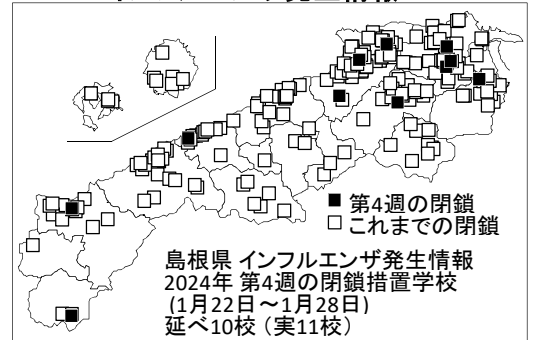 ■ 第4週の閉鎖
□ これまでの閉鎖
島根県 インフルエンザ発生情報
2024年 第4週の閉鎖措置学校
(1月22日～1月28日)
延べ10校（実11校）